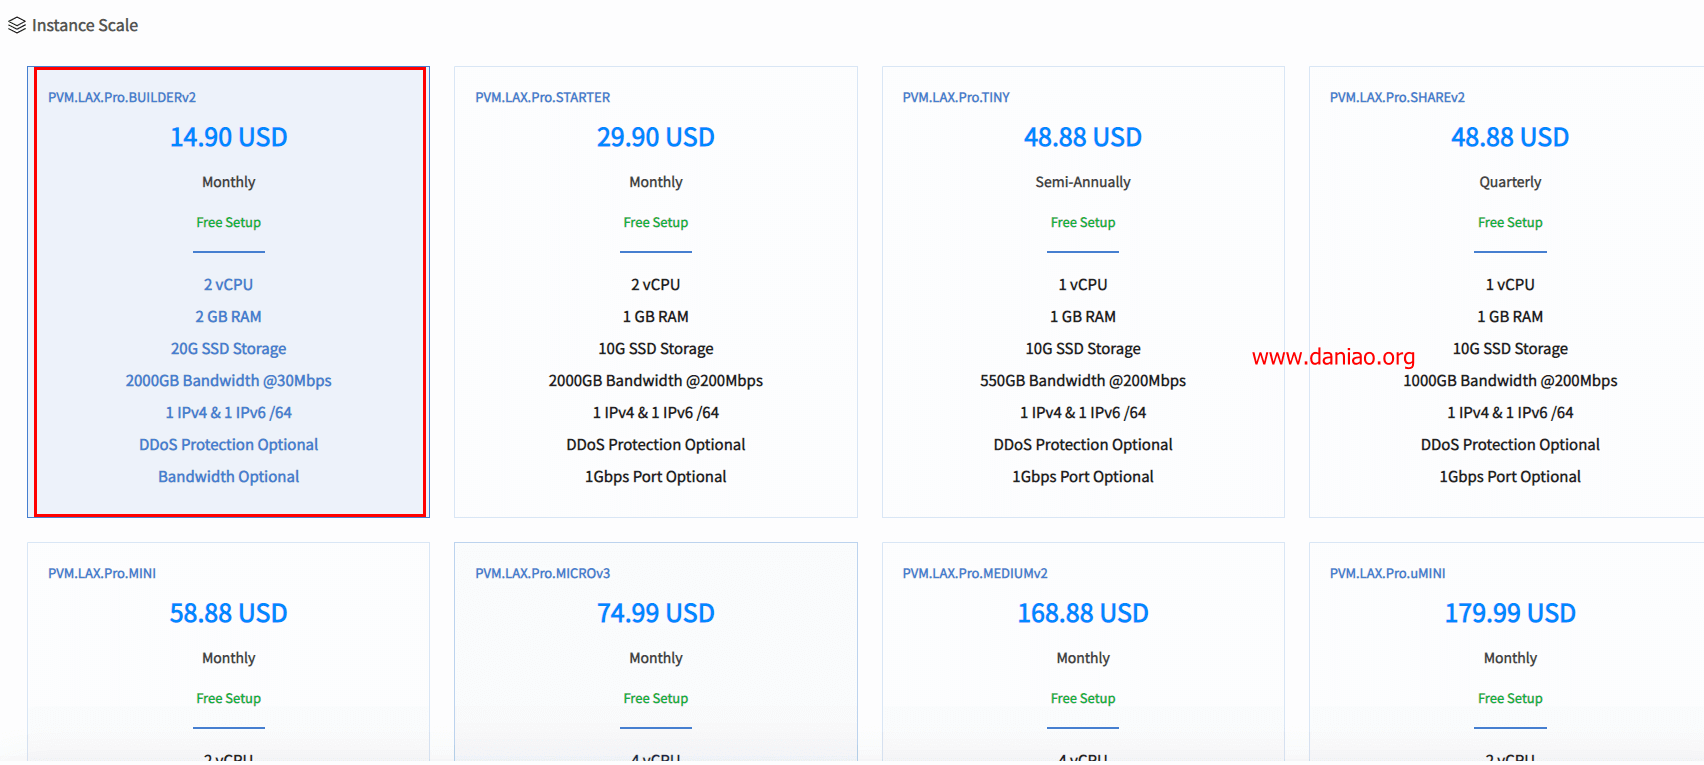 Instance Scale
PVM.LAX.Pro.BUILDERv2
14.90 USD
Monthly
Free Setup
2 vCPU
2 GB RAM
20G SSD Storage
2000GB Bandwidth @30Mbps
1 IPv4 & 1 IPv6 /64
DDoS Protection Optional
Bandwidth Optional
PVM.LAX.Pro.STARTER
29.90 USD
Monthly
Free Setup
2 vCPU
1 GB RAM
10G SSD Storage
2000GB Bandwidth @200Mbps
1 IPv4 & 1 IPv6 /64
DDoS Protection Optional
1Gbps Port Optional
PVM.LAX.Pro.TINY
48.88 USD
Semi-Annually
Free Setup
1 vCPU
1 GB RAM
10G SSD Storage
550GB Bandwidth @200Mbps
1 IPv4 & 1 IPv6 /64
DDoS Protection Optional
1Gbps Port Optional
PVM.LAX.Pro.SHAREv2
48.88 USD
Quarterly
Free Setup
1 vCPU
1 GB RAM
10G SSD Storage
1000GB Bandwidth @200Mbps
1 IPv4 & 1 IPv6 /64
DDoS Protection Optional
1Gbps Port Optional
www.daniao.org
PVM.LAX.Pro.MINI
58.88 USD
Monthly
Free Setup
2 vCPU
PVM.LAX.Pro.MICROv3
74.99 USD
Monthly
Free Setup
4 vCPU
PVM.LAX.Pro.MEDIUMv2
168.88 USD
Monthly
Free Setup
4 vCPU
PVM.LAX.Pro.uMINI
179.99 USD
Monthly
Free Setup
2 vCPU